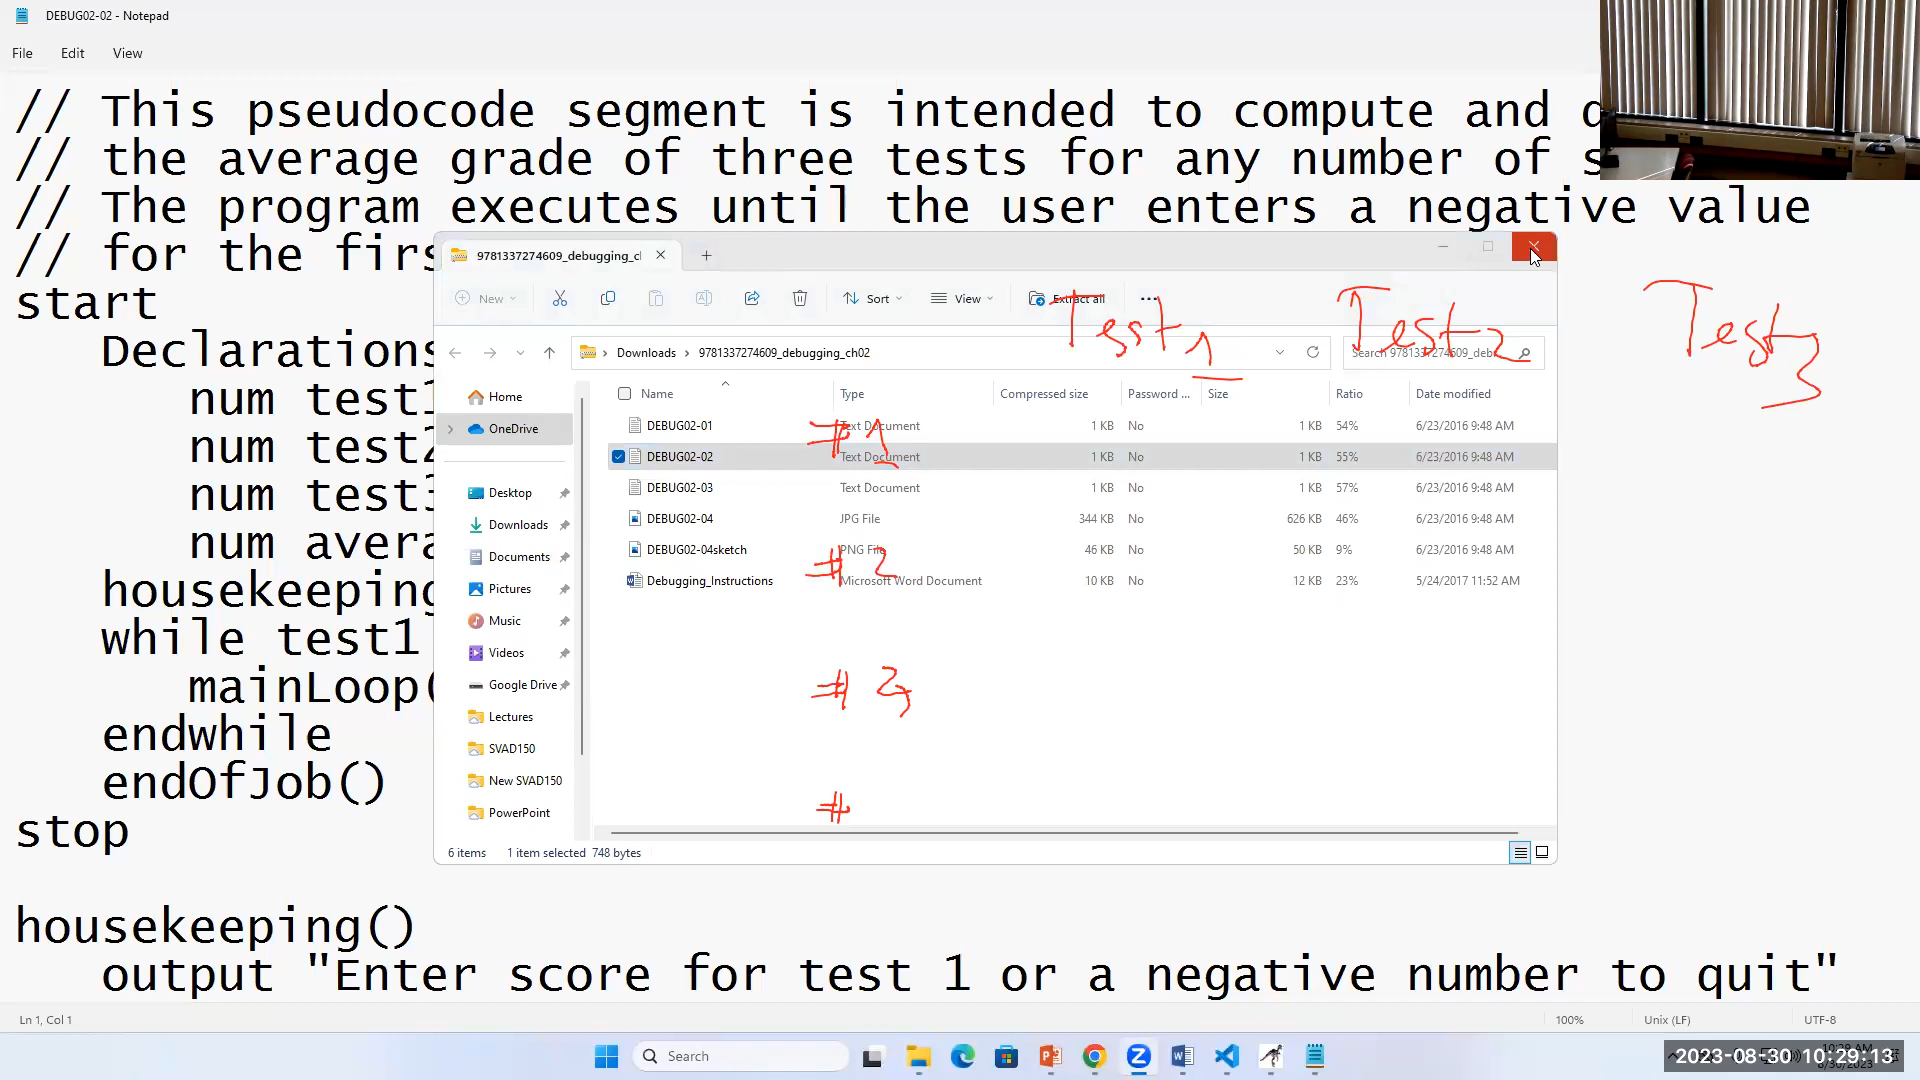 DEBUG02-02 - Notepad
File Edit View
// This pseudocode segment is intended to compute and
// the average grade of three tests for any number of
// The program executes until the user enters a negative value
// for the
start
Declarations
num
num
num
num
housekeeping
while test1
mainLoop(
endwhile
endOfJob()
stop
housekeeping()
output "Enter score for test 1 or a negative number to quit"
9781337274609_debugging_cl
New Sort View Extract all
Downloads > 9781337274609_debugging_ch02
Search 9781337274609_deb
Home
OneDrive
Desktop
Downloads
Documents
Pictures
Music
Videos
Google Drive
Lectures
SVAD150
New SVAD150
PowerPoint
Name Type Compressed size Password ... Size Ratio Date modified
DEBUG02-01 Text Document 1 KB No 1 KB 54% 6/23/2016 9:48 AM
DEBUG02-02 Text Document 1 KB No 1 KB 55% 6/23/2016 9:48 AM
DEBUG02-03 Text Document 1 KB No 1 KB 57% 6/23/2016 9:48 AM
DEBUG02-04 JPG File 344 KB No 626 KB 46% 6/23/2016 9:48 AM
DEBUG02-04sketch PNG File 46 KB No 50 KB 9% 6/23/2016 9:48 AM
Debugging_Instructions Microsoft Word Document 10 KB No 12 KB 23% 5/24/2017 11:52 AM
6 items 1 item selected 748 bytes
Test 1 Test 2 Test 3
# 1
# 2
# 3
#
Ln 1, Col 1 100% Unix (LF) UTF-8
Search
2023-08-30 10:29:13